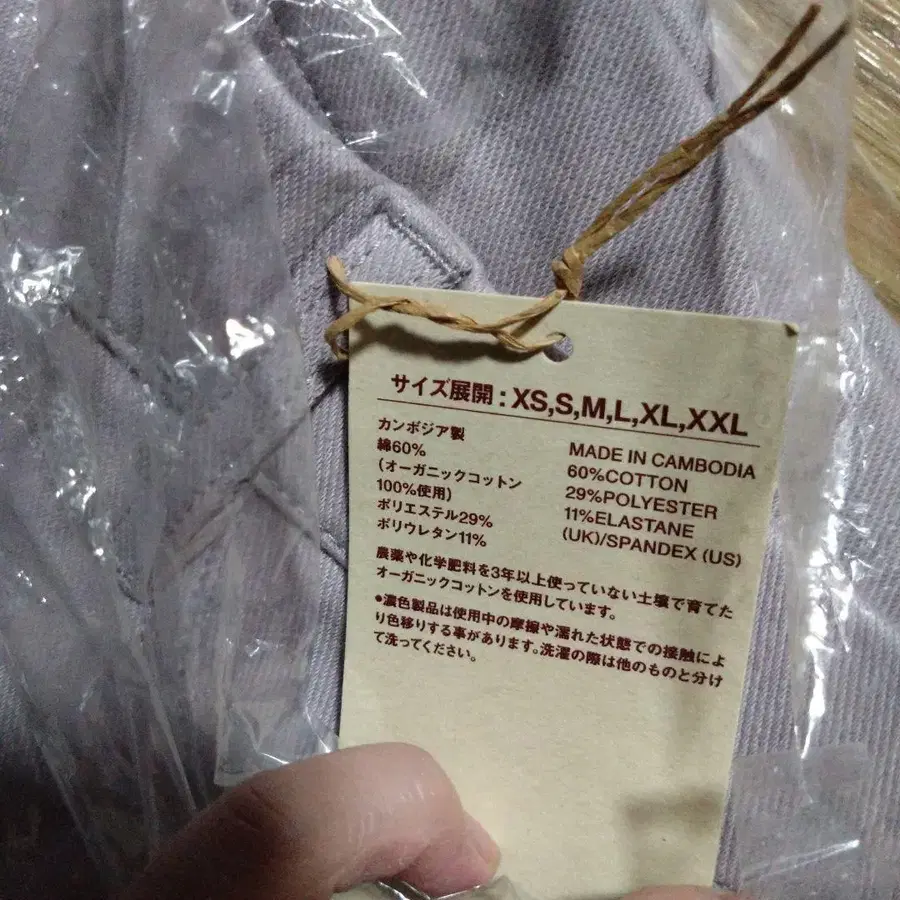 サイズ展開：XS,S,M,L,XL,XXL
カンボジア製
綿60%
(オーガニックコットン
100%使用)
ポリエステル29%
ポリウレタン11%
MADE IN CAMBODIA
60%COTTON
29%POLYESTER
11%ELASTANE
(UK)/SPANDEX (US)
農薬や化学肥料を3年以上使っていない土壌で育てた
オーガニックコットンを使用しています。
●濃色製品は使用中の摩擦や濡れた状態での接触によ
り色移りする事があります。洗濯の際は他のものと分け
て洗ってください。